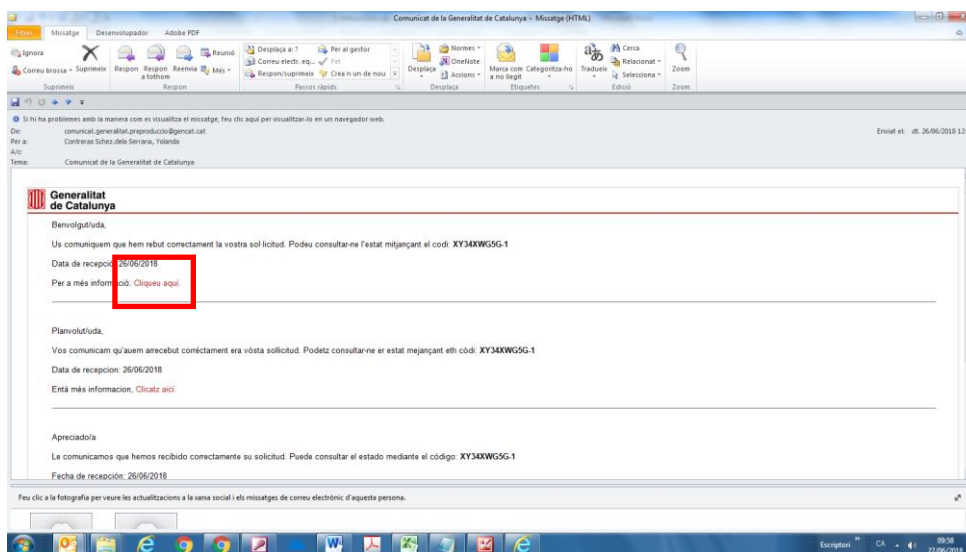 Comunicat de la Generalitat de Catalunya - Missatge (HTML)
Fitxer Missatge Desenvolupador Adobe PDF
Ignora
Correu brossa
Suprimeix
Respon
Respon a tothom
Reenvia
Reunió
Més
Desplaça a: ?
Correu electr. eq...
Respon/suprimeix
Per al gestor
Fet
Crea'n un de nou
Desplaça
Normes
OneNote
Accions
Marca com a no llegit
Categoritza-ho
Tradueix
Cerca
Relacionat
Selecciona
Zoom
Suprimeix Respon Passos ràpids Desplaça Etiquetes Edició Zoom
Si hi ha problemes amb la manera com es visualitza el missatge, feu clic aquí per visualitzar-lo en un navegador web.
De: comunicat.generalitat.preproduccio@gencat.cat Enviat el: dt. 26/06/2018 12:
Per a: Contreras Schez.dela Serrana, Yolanda
A/c:
Tema: Comunicat de la Generalitat de Catalunya
Generalitat
de Catalunya
Benvolgut/uda,
Us comuniquem que hem rebut correctament la vostra sol·licitud. Podeu consultar-ne l'estat mitjançant el codi: XY34XWG5G-1
Data de recepció: 26/06/2018
Per a més informació: Cliqueu aquí.
Planvolut/uda,
Vos comunicam qu'auem arrecebut corrèctament era vòsta sollicitud. Podetz consultar-ne er estat mejançant eth còdi: XY34XWG5G-1
Data de recepcion: 26/06/2018
Entà mès informacion, Clicatz aicí.
Apreciado/a
Le comunicamos que hemos recibido correctamente su solicitud. Puede consultar el estado mediante el código: XY34XWG5G-1
Fecha de recepción: 26/06/2018
Feu clic a la fotografia per veure les actualitzacions a la xarxa social i els missatges de correu electrònic d'aquesta persona.
Escriptori CA 09:58
27/06/2018